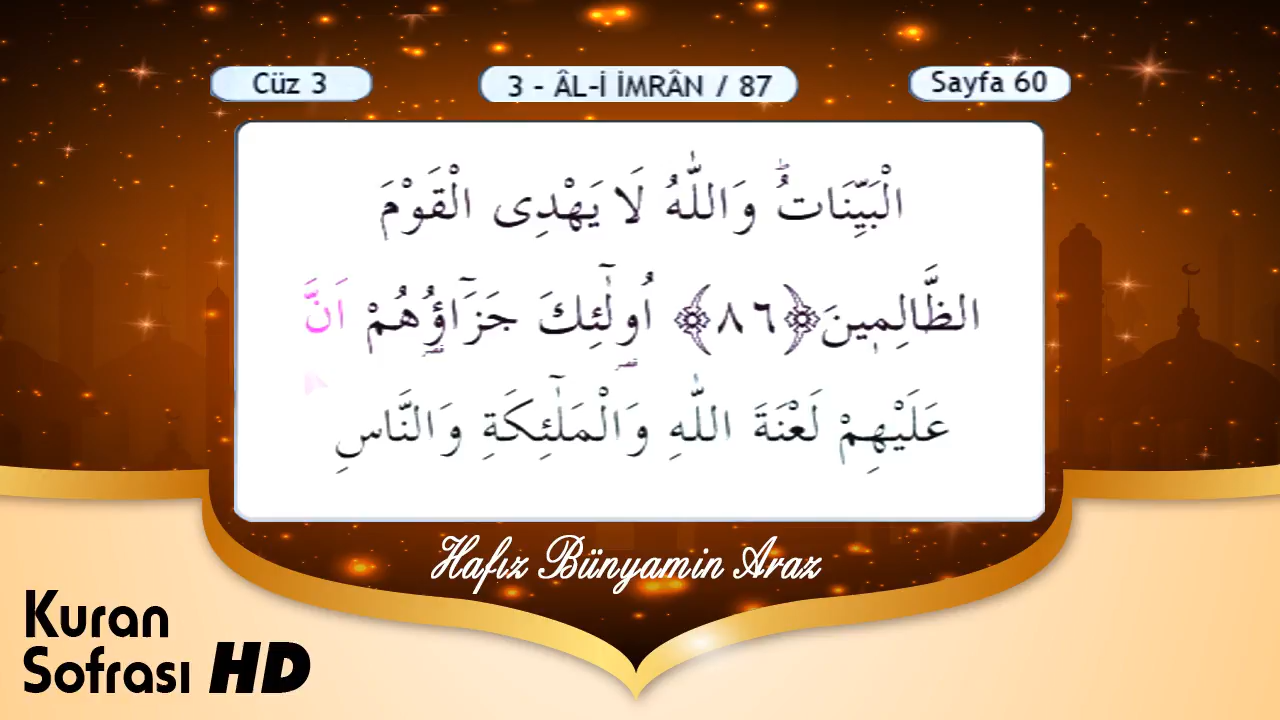 Cüz 3
3 - ÂL-İ İMRÂN / 87
Sayfa 60
الْبَيِّنَاتُۜ وَاللّٰهُ لَا يَهْدِى الْقَوْمَ
الظَّالِم۪ينَ ﴿٨٦﴾ اُو۬لٰٓئِكَ جَزَٓاؤُ۬هُمْ اَنَّ
عَلَيْهِمْ لَعْنَةَ اللّٰهِ وَالْمَلٰٓئِكَةِ وَالنَّاسِ
Hafız Bünyamin Araz
Kuran
Sofrası HD